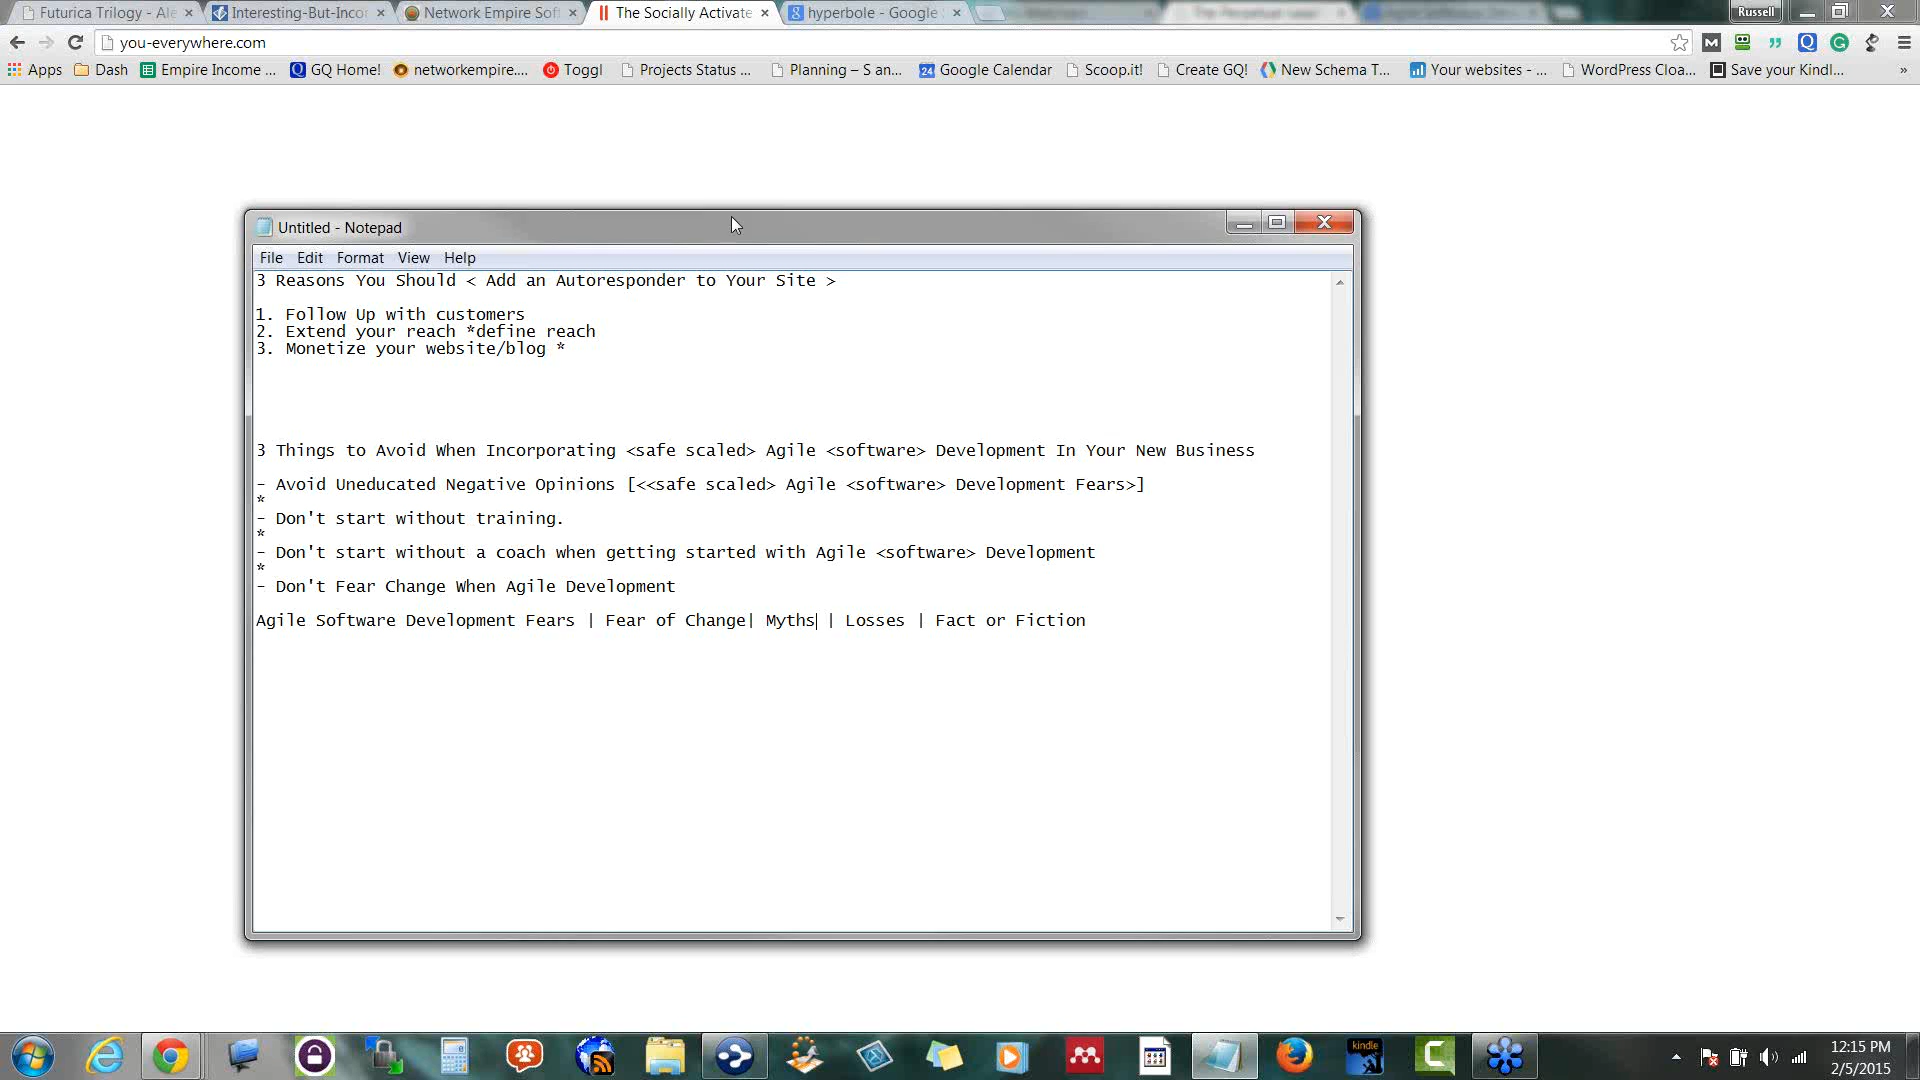 Futurica Trilogy - Ale
Interesting-But-Incor
Network Empire Sof
The Socially Activate
hyperbole - Google
Russell
you-everywhere.com
Apps
Dash
Empire Income ...
GQ Home!
networkempire....
Toggl
Projects Status ...
Planning – S an...
24
Google Calendar
Scoop.it!
Create GQ!
New Schema T...
Your websites - ...
WordPress Cloa...
Save your Kindl...
»
Untitled - Notepad
File Edit Format View Help
3 Reasons You Should < Add an Autoresponder to Your Site >
1. Follow Up with customers
2. Extend your reach *define reach
3. Monetize your website/blog *
3 Things to Avoid When Incorporating <safe scaled> Agile <software> Development In Your New Business
- Avoid Uneducated Negative Opinions [<<safe scaled> Agile <software> Development Fears>]
*
- Don't start without training.
*
- Don't start without a coach when getting started with Agile <software> Development
*
- Don't Fear Change When Agile Development
Agile Software Development Fears | Fear of Change| Myths | Losses | Fact or Fiction
kindle
12:15 PM
2/5/2015